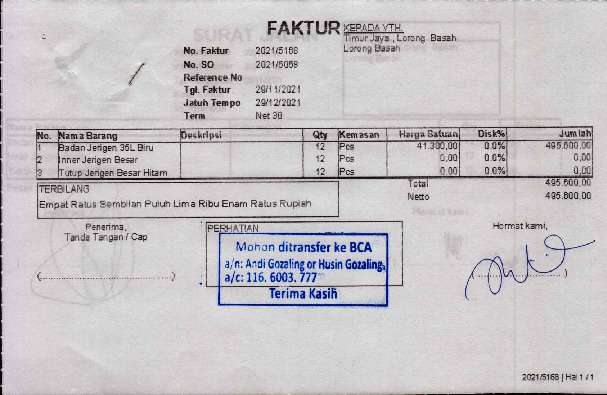 FAKTUR
KEPADA YTH.
Timur Jaya , Lorong Basah
Lorong Basah
No. Faktur 2021/5168
No. SO 2021/5058
Reference No
Tgl. Faktur 29/11/2021
Jatuh Tempo 29/12/2021
Term Net 30
No. Nama Barang Deskripsi Qty Kemasan Harga Satuan Disk% Jumlah
1 Badan Jerigen 35L Biru 12 Pcs 41.300,00 0.0% 495.600,00
2 Inner Jerigen Besar 12 Pcs 0,00 0.0% 0,00
3 Tutup Jerigen Besar Hitam 12 Pcs 0,00 0.0% 0,00
Total 495.600,00
Netto 495.600,00
TERBILANG
Empat Ratus Sembilan Puluh Lima Ribu Enam Ratus Rupiah
Penerima,
Tanda Tangan / Cap
(............................)
PERHATIAN
Mohon ditransfer ke BCA
a/n: Andi Gozaling or Husin Gozaling
a/c: 116. 6003. 777
Terima Kasih
Hormat kami,
2021/5168 | Hal 1 / 1